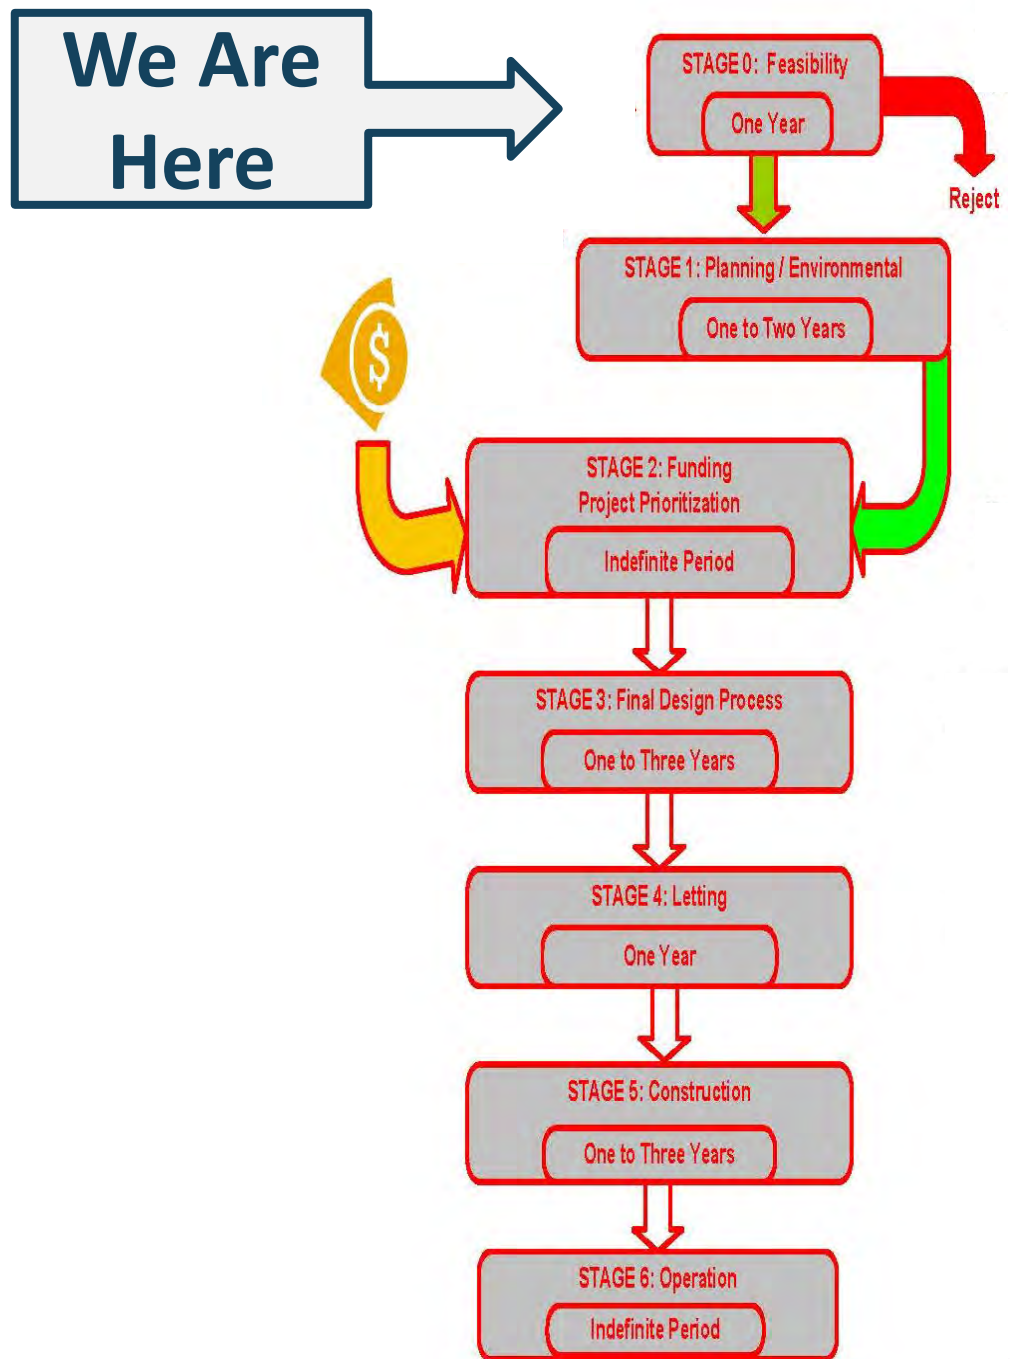 We Are
Here
STAGE 0: Feasibility
One Year
Reject
STAGE 1: Planning / Environmental
One to Two Years
$
STAGE 2: Funding
Project Prioritization
Indefinite Period
STAGE 3: Final Design Process
One to Three Years
STAGE 4: Letting
One Year
STAGE 5: Construction
One to Three Years
STAGE 6: Operation
Indefinite Period